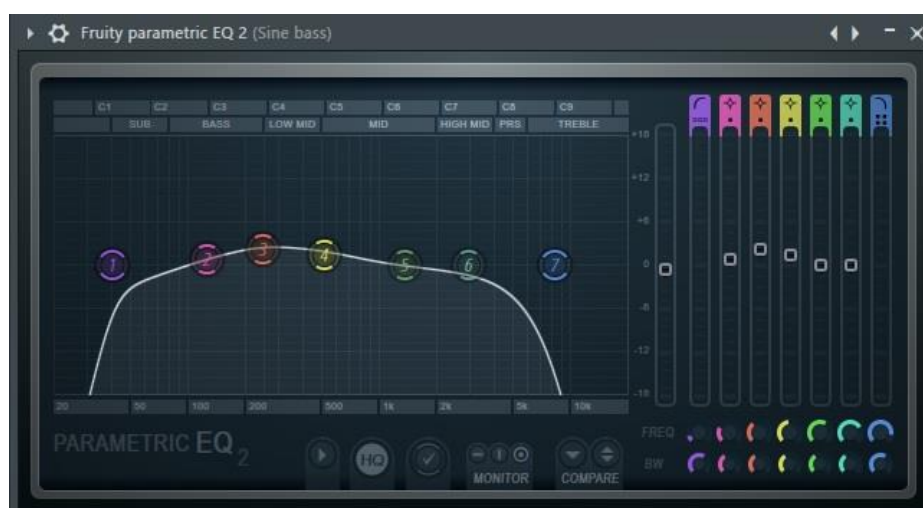 Fruity parametric EQ 2 (Sine bass)
C1 C2 C3 C4 C5 C6 C7 C8 C9
SUB BASS LOW MID MID HIGH MID PRS TREBLE
+18
+12
+6
1 2 3 4 5 6 7
0
-6
-12
-18
20 50 100 200 500 1k 2k 5k 10k
PARAMETRIC EQ 2
HQ
MONITOR
COMPARE
FREQ
BW